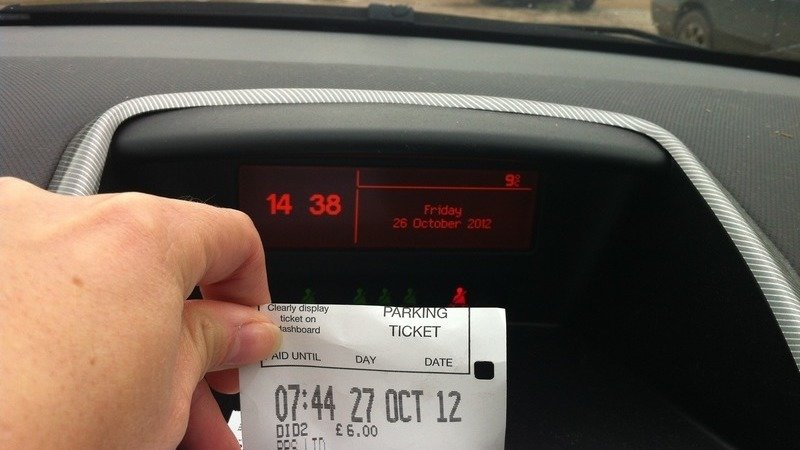 9°C
14 38
Friday
26 October 2012
Clearly display
ticket on
dashboard
PARKING
TICKET
AID UNTIL DAY DATE
07:44 27 OCT 12
DID2 £6.00